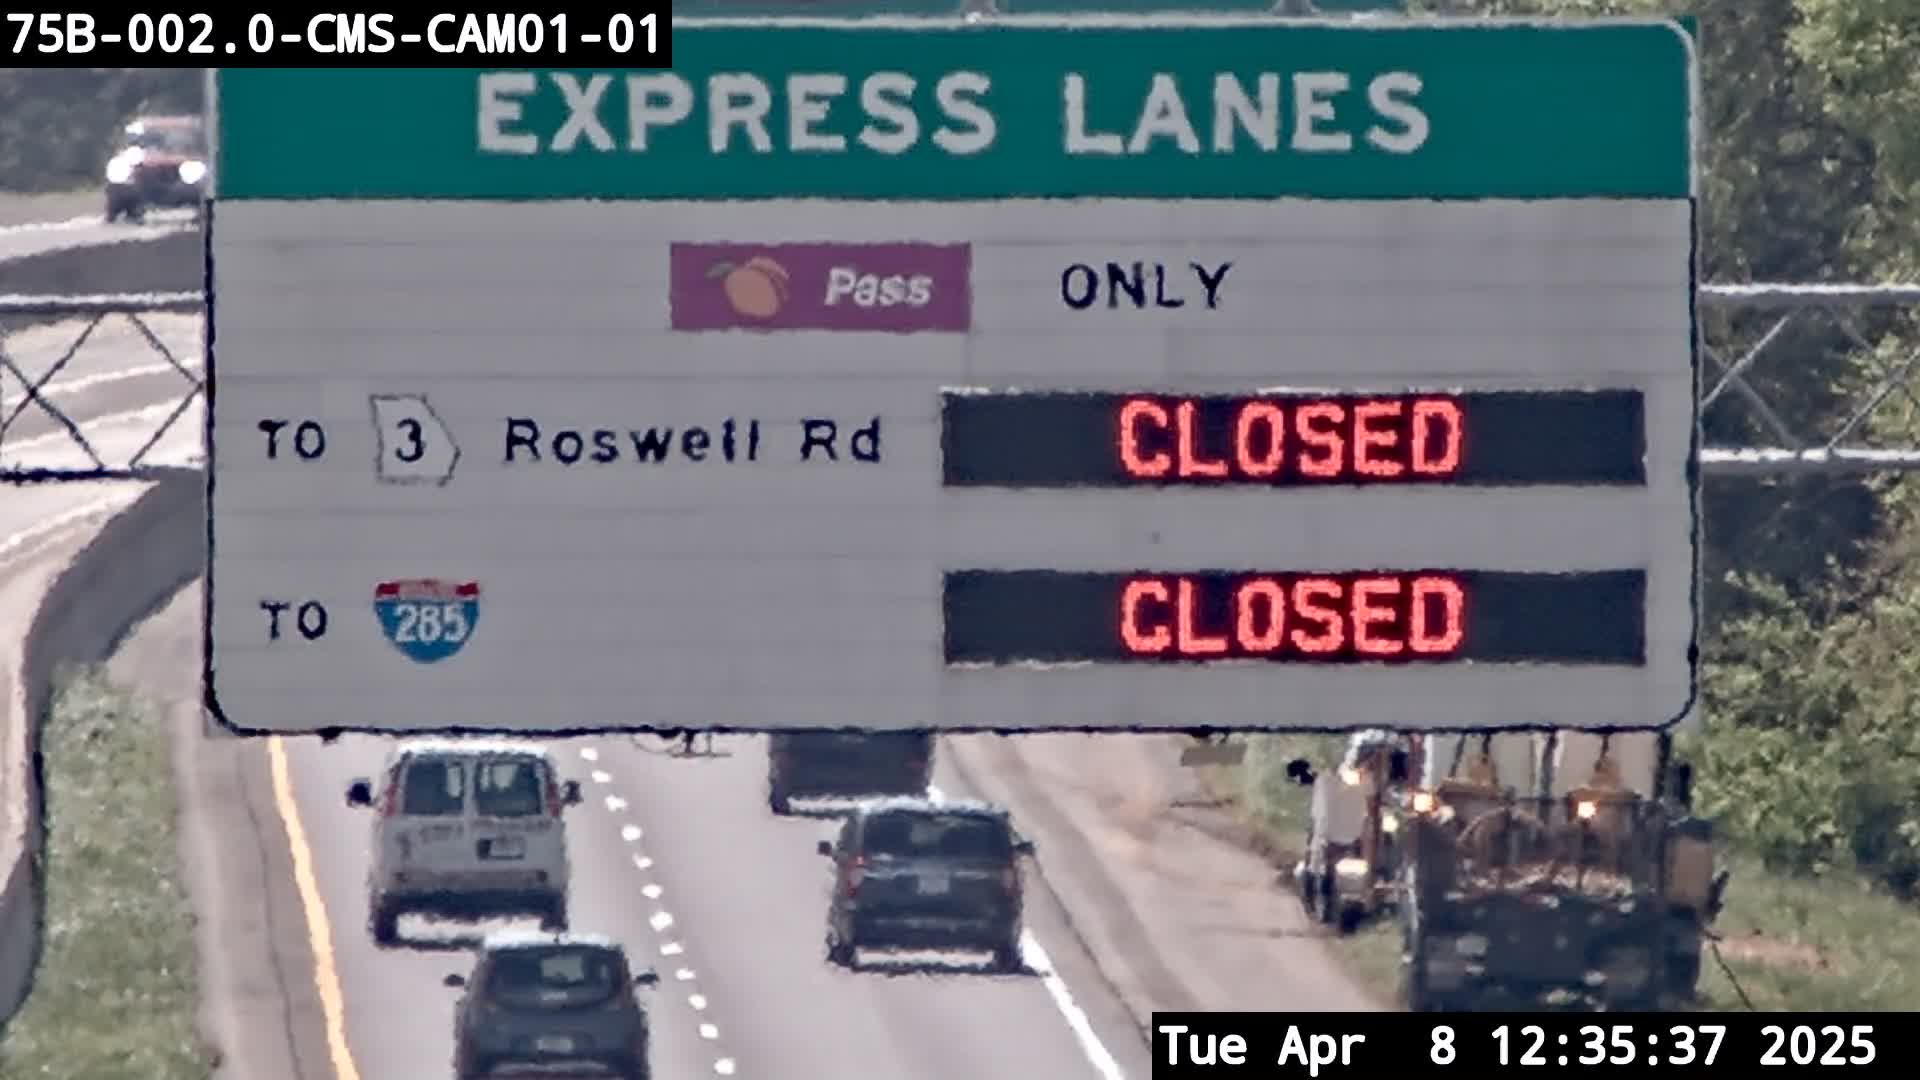 75B-002.0-CMS-CAM01-01
EXPRESS LANES
Pass ONLY
TO 3 Roswell Rd CLOSED
TO 285 CLOSED
Tue Apr 8 12:35:37 2025